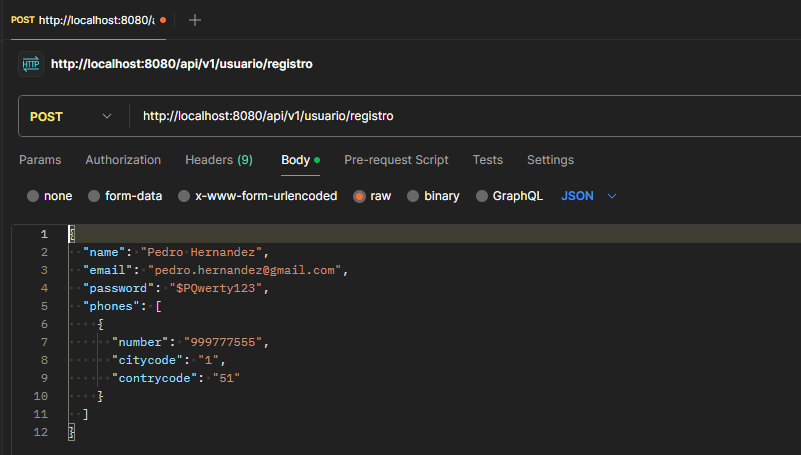 POST http://localhost:8080/a
HTTP http://localhost:8080/api/v1/usuario/registro
POST http://localhost:8080/api/v1/usuario/registro
Params Authorization Headers (9) Body Pre-request Script Tests Settings
none form-data x-www-form-urlencoded raw binary GraphQL JSON
1 {
2 "name": "Pedro Hernandez",
3 "email": "pedro.hernandez@gmail.com",
4 "password": "$PQwerty123",
5 "phones": [
6 {
7 "number": "999777555",
8 "citycode": "1",
9 "contrycode": "51"
10 }
11 ]
12 }